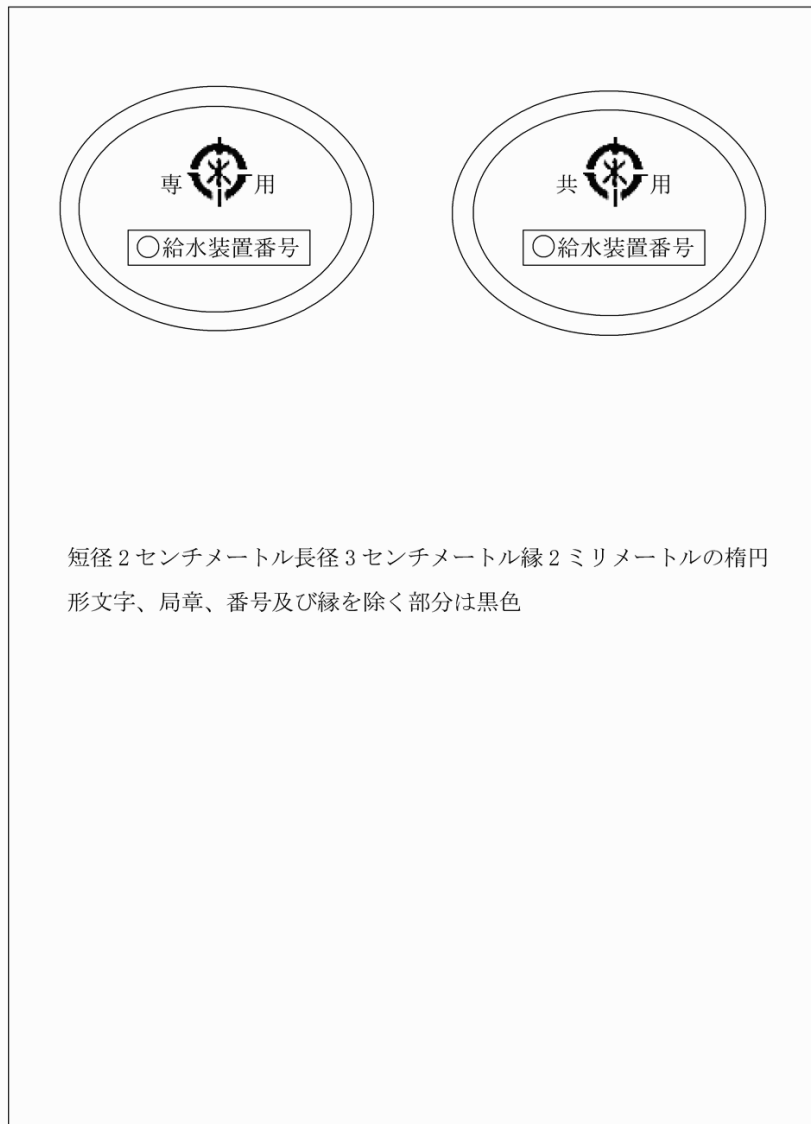 専 水 用
○給水装置番号
共 水 用
○給水装置番号
短径2センチメートル長径3センチメートル縁2ミリメートルの楕円
形文字、局章、番号及び縁を除く部分は黒色